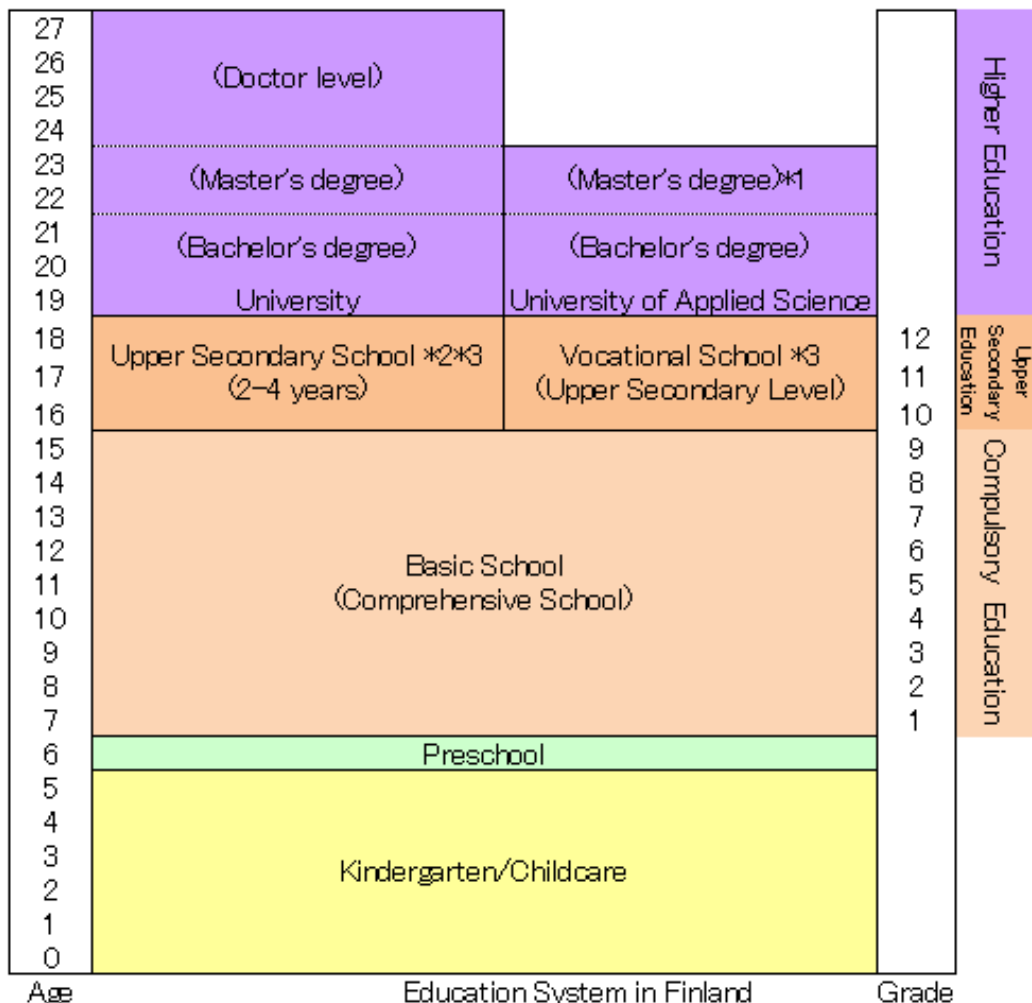 27
26
25
24
23
22
21
20
19
18
17
16
15
14
13
12
11
10
9
8
7
6
5
4
3
2
1
0
Age
(Doctor level)
(Master's degree)
(Bachelor's degree)
University
(Master's degree)*1
(Bachelor's degree)
University of Applied Science
Upper Secondary School *2*3
(2-4 years)
Vocational School *3
(Upper Secondary Level)
Basic School
(Comprehensive School)
Preschool
Kindergarten/Childcare
Education System in Finland
12
11
10
9
8
7
6
5
4
3
2
1
Grade
Higher Education
Upper
Secondary
Education
Compulsory Education